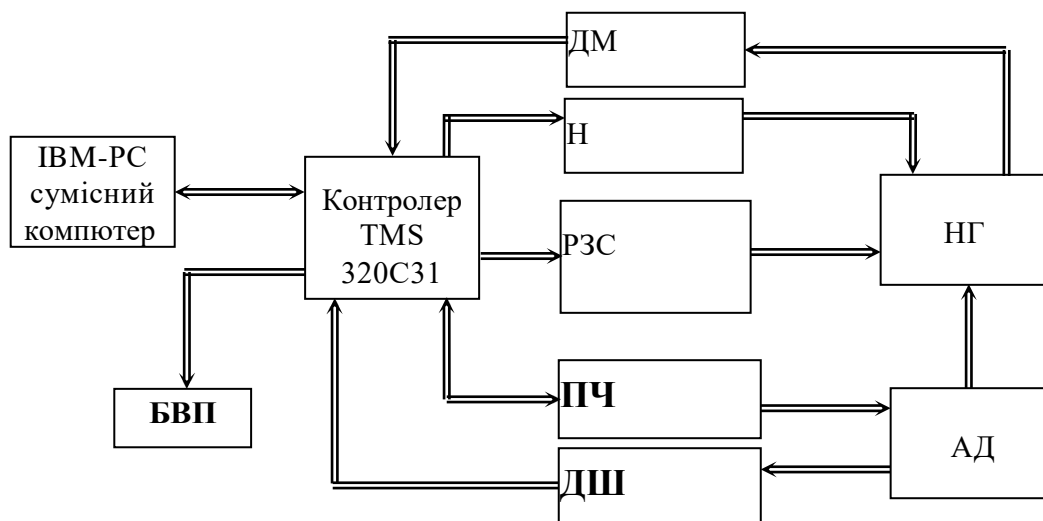 ДМ
Н
IBM-PC
сумісний
компютер
Контролер
TMS
320C31
РЗС
НГ
БВП
ПЧ
АД
ДШ